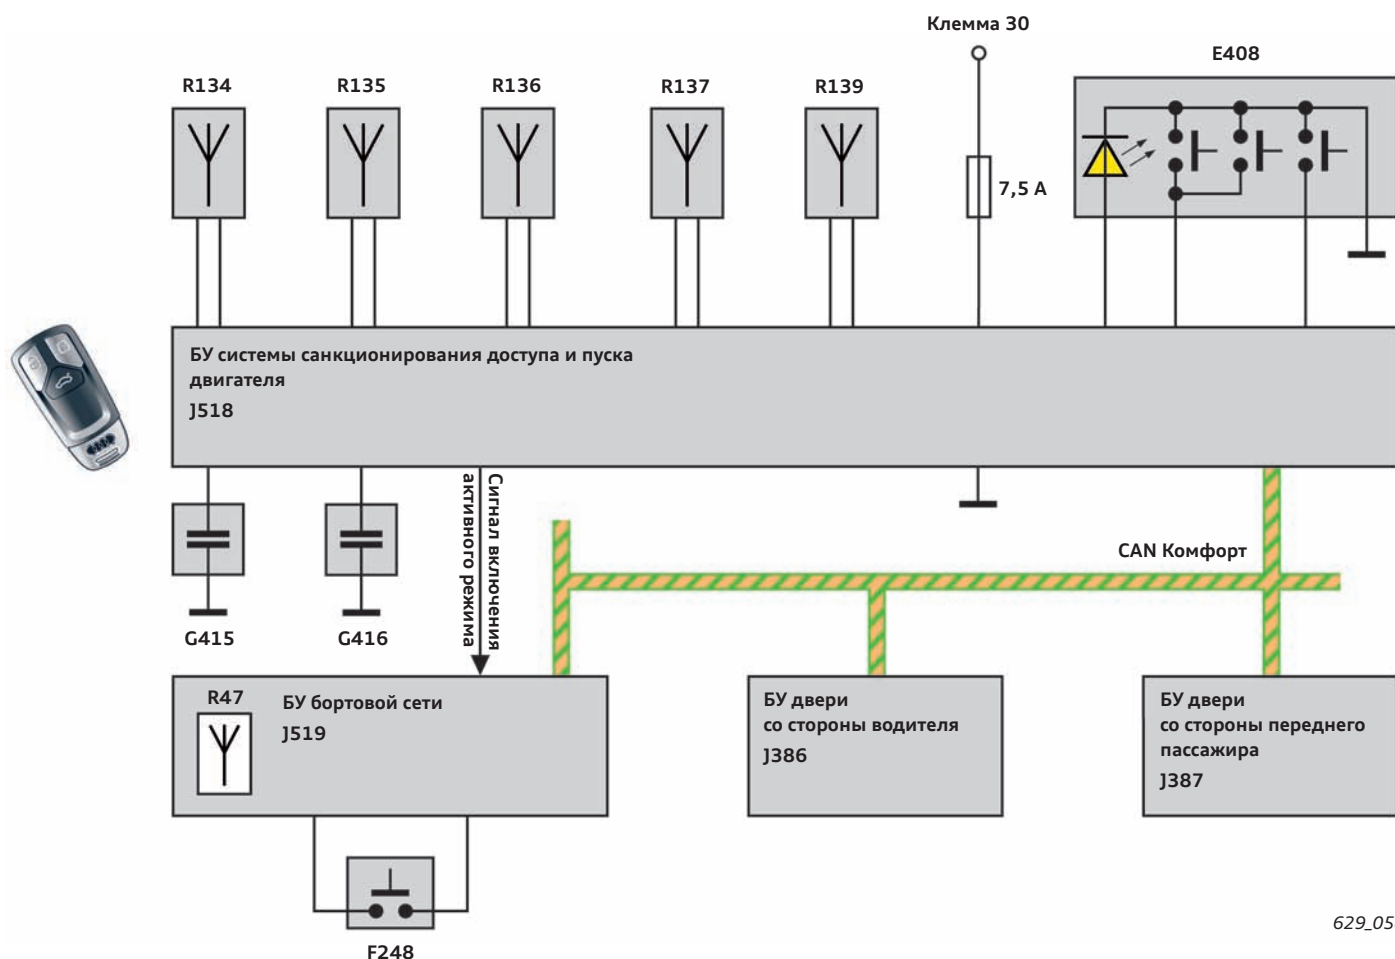 Клемма 30
E408
R134
R135
R136
R137
R139
7,5 А
БУ системы санкционирования доступа и пуска
двигателя
J518
Сигнал включения
активного режима
CAN Комфорт
G415
G416
R47
БУ бортовой сети
J519
БУ двери
со стороны водителя
J386
БУ двери
со стороны переднего
пассажира
J387
F248
629_05